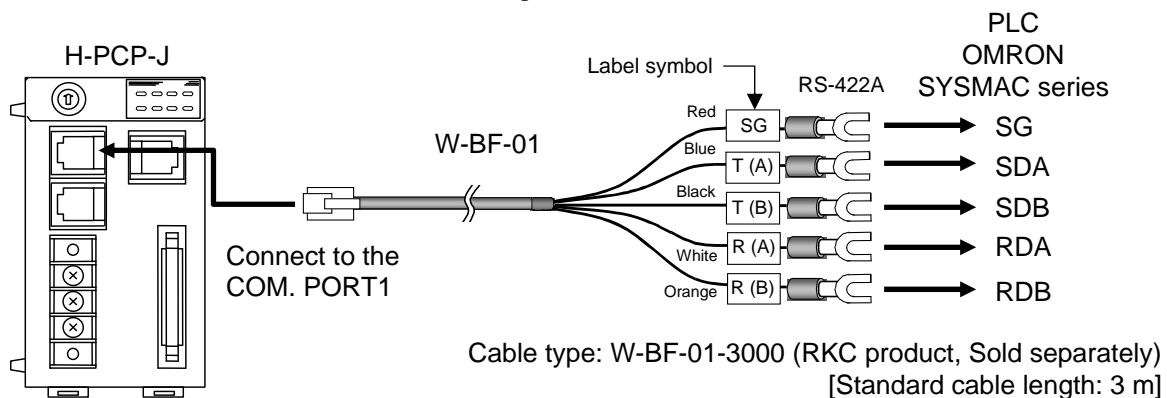 PLC
OMRON
SYSMAC series
H-PCP-J
Label symbol
RS-422A
W-BF-01
Red
SG
SG
Blue
T (A)
SDA
Black
T (B)
SDB
White
R (A)
RDA
Orange
R (B)
RDB
Connect to the
COM. PORT1
Cable type: W-BF-01-3000 (RKC product, Sold separately)
[Standard cable length: 3 m]